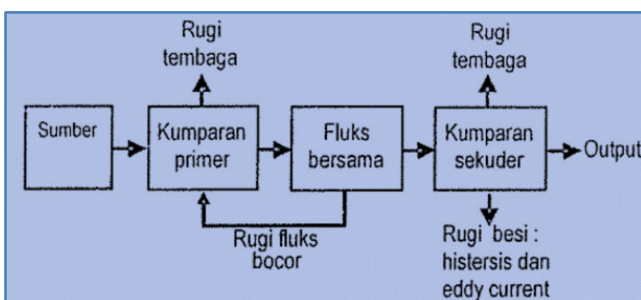 Rugi
tembaga
Rugi
tembaga
Sumber
Kumparan
primer
Fluks
bersama
Kumparan
sekuder
Output
Rugi fluks
bocor
Rugi besi :
histersis dan
eddy current